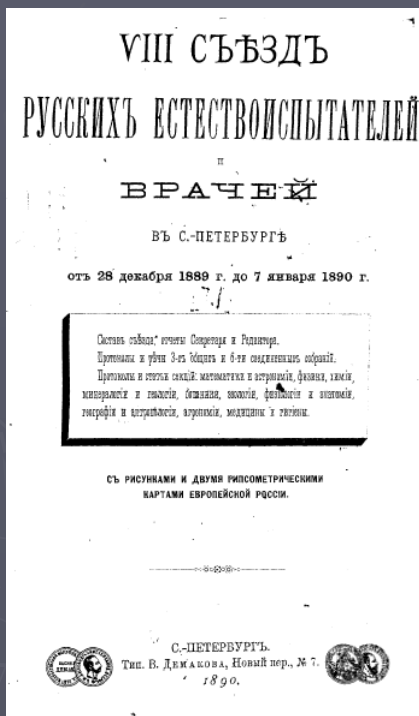 VIII СЪѢЗДЪ
РУССКИХЪ ЕСТЕСТВОИСПЫТАТЕЛЕЙ
И
ВРАЧЕЙ
ВЪ С.-ПЕТЕРБУРГѢ
отъ 28 декабря 1889 г. до 7 января 1890 г.
Составъ съѣзда, отчеты Секретаря и Редактора.
Протоколы и рѣчи 3-хъ общихъ и 6-ти соединенныхъ собраній.
Протоколы и статьи секцій: математики и астрономіи, физики, химіи,
минералогіи и геологіи, ботаники, зоологіи, физіологіи и анатоміи,
географіи и антропологіи, агрономіи, медицины и гигіены.
СЪ РИСУНКАМИ И ДВУМЯ ГИПСОМЕТРИЧЕСКИМИ
КАРТАМИ ЕВРОПЕЙСКОЙ РОССІИ.
С.-ПЕТЕРБУРГЪ.
Тип. В. Демакова, Новый пер., № 7.
1890.